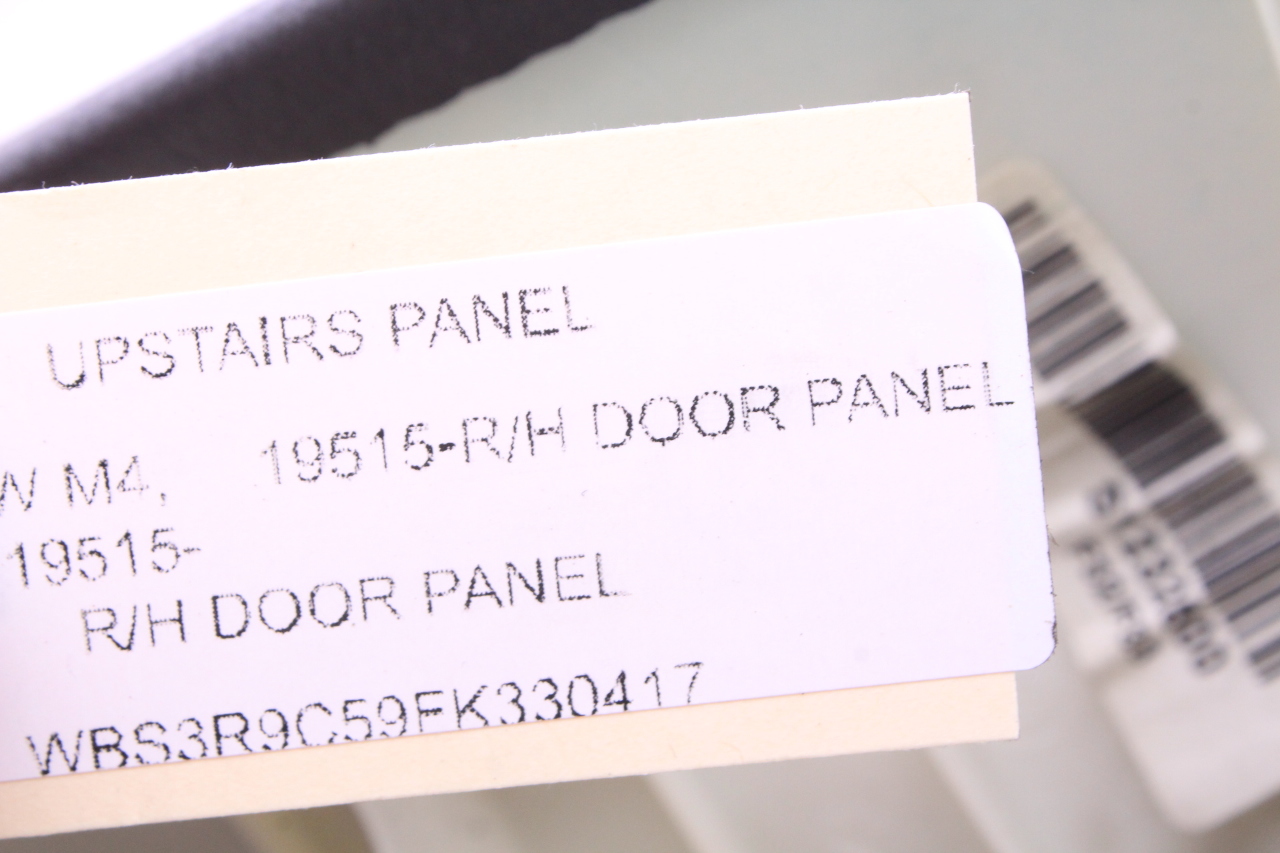 UPSTAIRS PANEL
W M4, 19515-R/H DOOR PANEL
19515-
R/H DOOR PANEL
WBS3R9C59FK330417